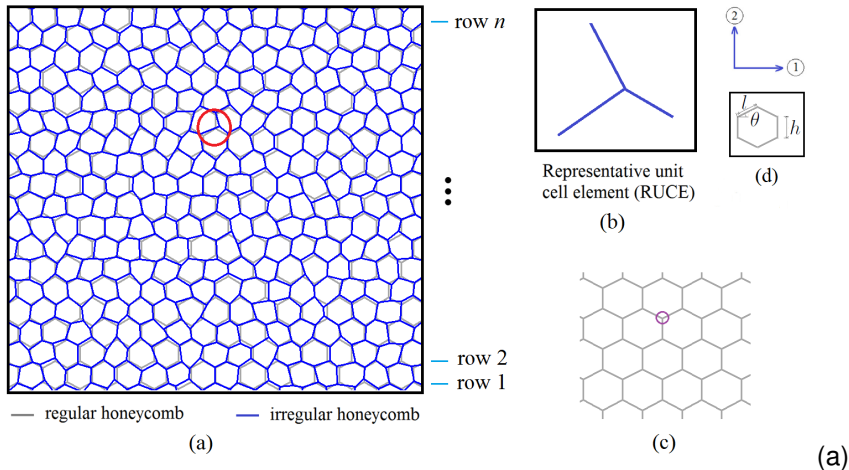 row n
row 2
row 1
regular honeycomb
irregular honeycomb
(a)
Representative unit
cell element (RUCE)
(b)
2
1
l
θ
h
(d)
(c)
(a)